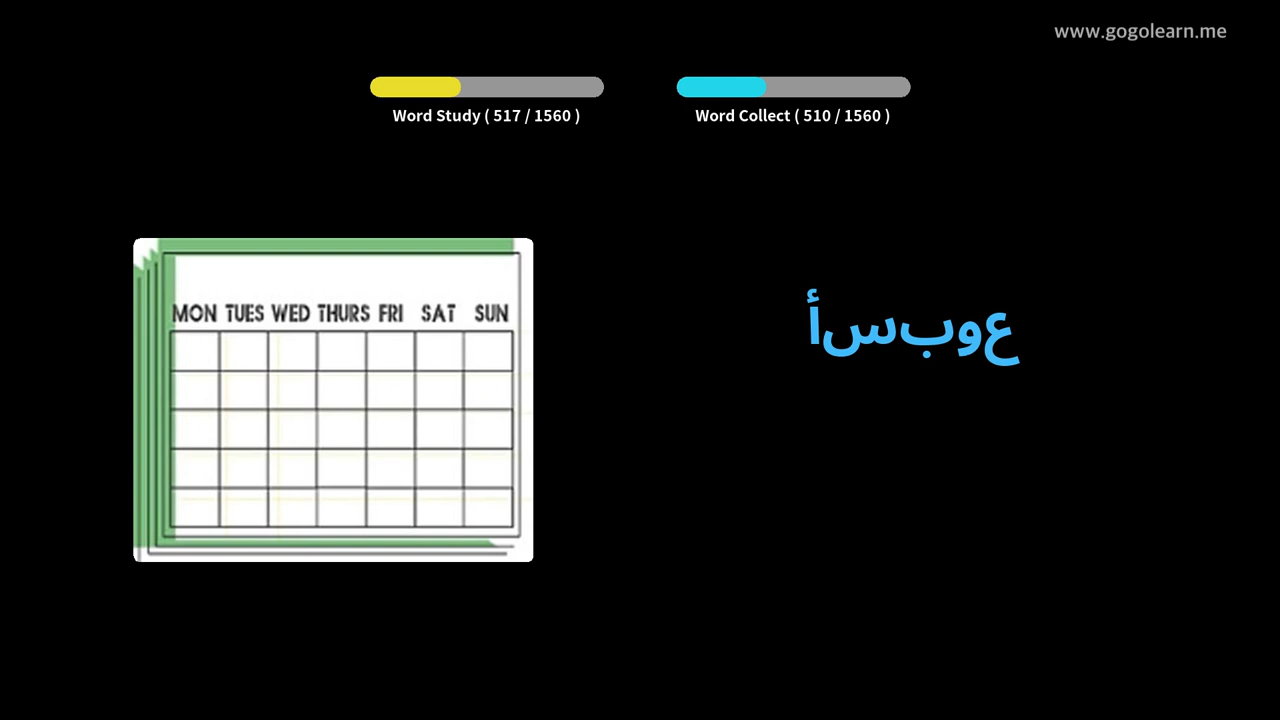 www.gogolearn.me
Word Study ( 517 / 1560 )
Word Collect ( 510 / 1560 )
MON TUES WED THURS FRI SAT SUN
أسبوع